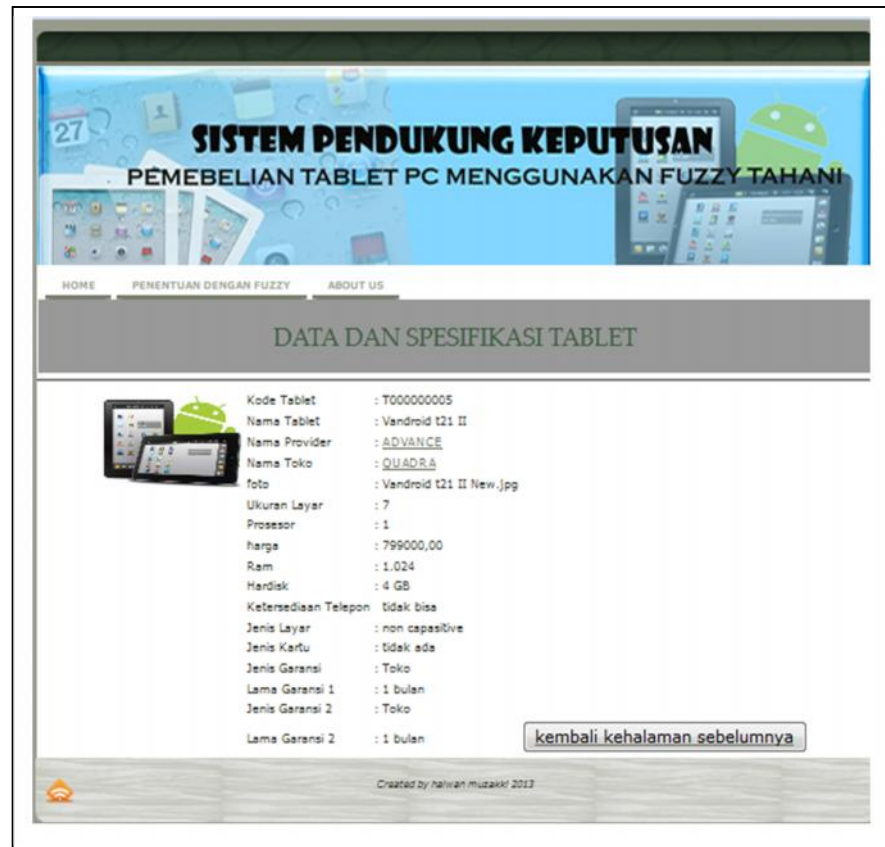 27
SISTEM PENDUKUNG KEPUTUSAN
PEMEBELIAN TABLET PC MENGGUNAKAN FUZZY TAHANI
HOME PENENTUAN DENGAN FUZZY ABOUT US
DATA DAN SPESIFIKASI TABLET
Kode Tablet : T000000005
Nama Tablet : Vandroid t21 II
Nama Provider : ADVANCE
Nama Toko : QUADRA
foto : Vandroid t21 II New.jpg
Ukuran Layar : 7
Prosesor : 1
harga : 799000,00
Ram : 1.024
Hardisk : 4 GB
Ketersediaan Telepon tidak bisa
Jenis Layar : non capasitive
Jenis Kartu : tidak ada
Jenis Garansi : Toko
Lama Garansi 1 : 1 bulan
Jenis Garansi 2 : Toko
Lama Garansi 2 : 1 bulan
kembali kehalaman sebelumnya
Created by halwan muzakki 2013